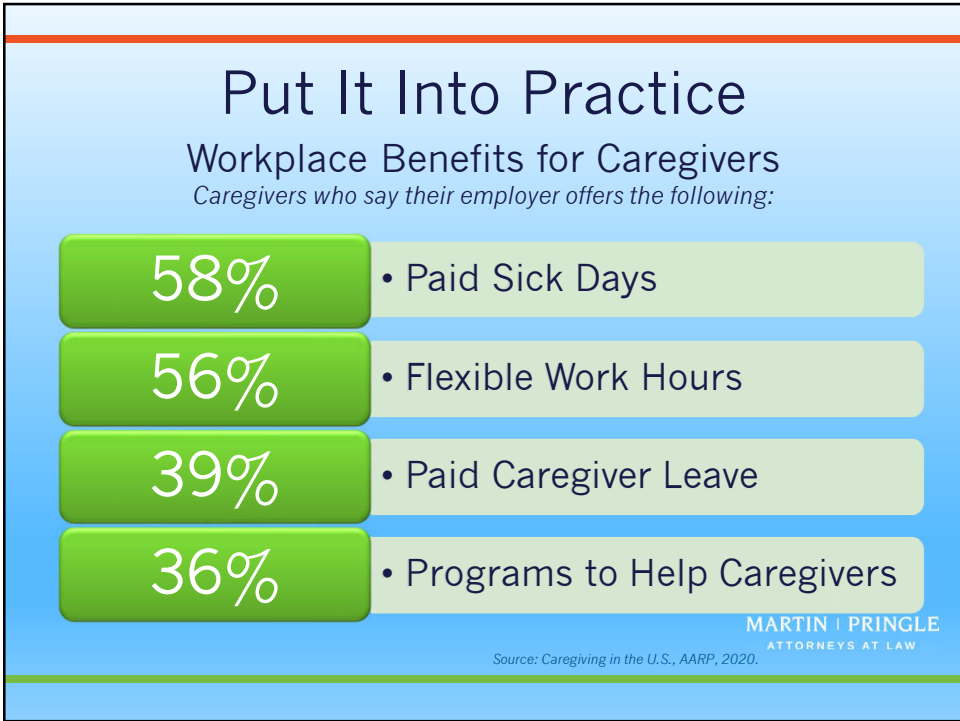 Put It Into Practice
Workplace Benefits for Caregivers
Caregivers who say their employer offers the following:
58%
• Paid Sick Days
56%
• Flexible Work Hours
39%
• Paid Caregiver Leave
36%
• Programs to Help Caregivers
MARTIN | PRINGLE
ATTORNEYS AT LAW
Source: Caregiving in the U.S., AARP, 2020.